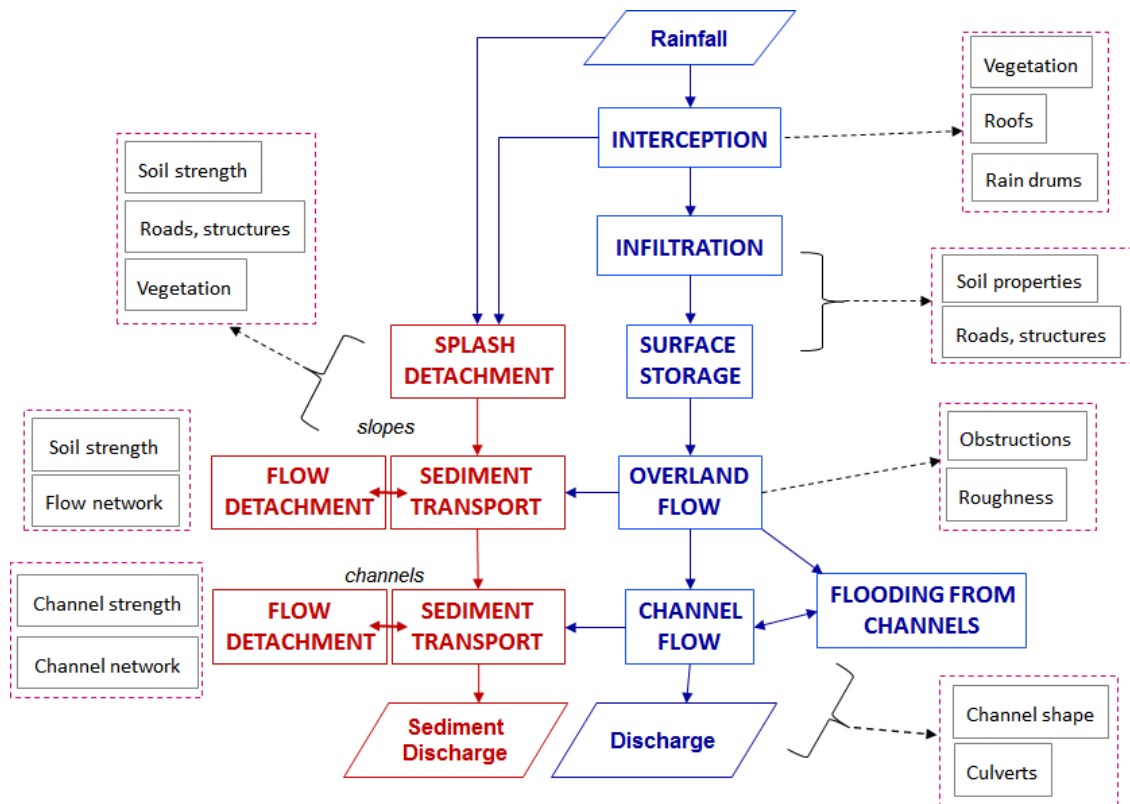 Rainfall
Vegetation
Roofs
Rain drums
INTERCEPTION
Soil strength
Roads, structures
Vegetation
INFILTRATION
Soil properties
Roads, structures
SPLASH
DETACHMENT
SURFACE
STORAGE
slopes
Soil strength
Flow network
FLOW
DETACHMENT
SEDIMENT
TRANSPORT
OVERLAND
FLOW
Obstructions
Roughness
channels
Channel strength
Channel network
FLOW
DETACHMENT
SEDIMENT
TRANSPORT
CHANNEL
FLOW
FLOODING FROM
CHANNELS
Sediment
Discharge
Discharge
Channel shape
Culverts